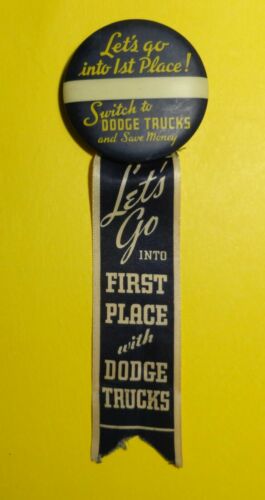 Let's go
into 1st Place!
Switch to
DODGE TRUCKS
and Save Money
Let's
Go
INTO
FIRST
PLACE
with
DODGE
TRUCKS